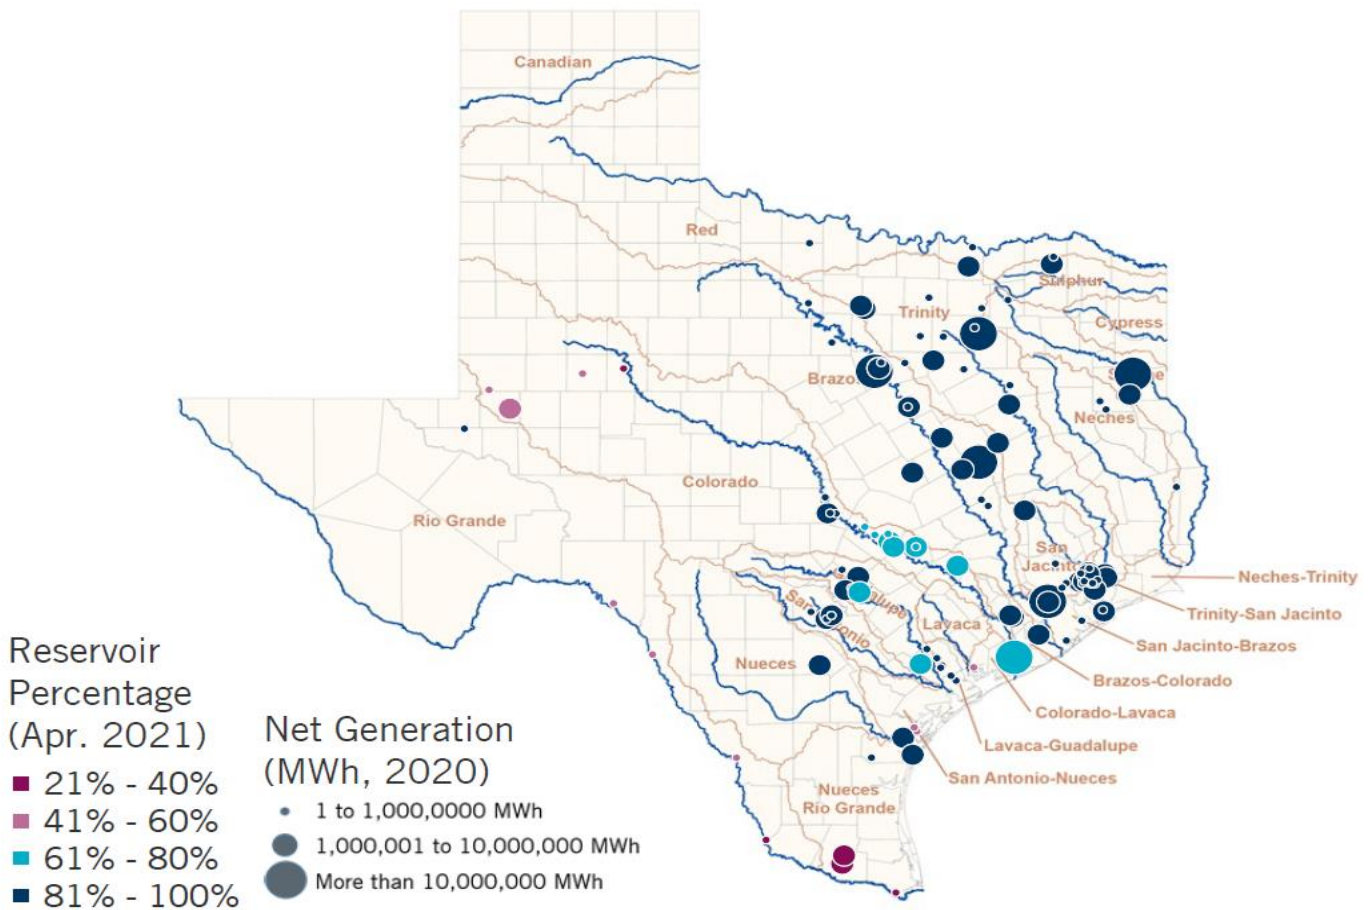 Canadian
Red
Sulphur
Trinity
Cypress
Brazos
Neches
Colorado
Rio Grande
San
Jacinto
Neches-Trinity
Trinity-San Jacinto
Lavaca
San Jacinto-Brazos
Nueces
Brazos-Colorado
Colorado-Lavaca
Lavaca-Guadalupe
San Antonio-Nueces
Nueces
Rio Grande
Reservoir
Percentage
(Apr. 2021)
21% - 40%
41% - 60%
61% - 80%
81% - 100%
Net Generation
(MWh, 2020)
1 to 1,000,0000 MWh
1,000,001 to 10,000,000 MWh
More than 10,000,000 MWh